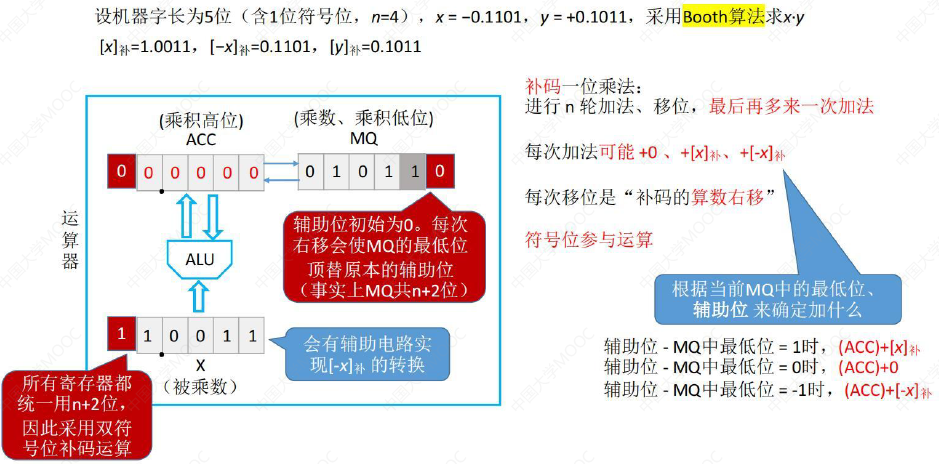 设机器字长为5位（含1位符号位，n=4），x = −0.1101，y = +0.1011，采用Booth算法求x·y
[x]补=1.0011，[−x]补=0.1101，[y]补=0.1011
(乘积高位)
ACC
(乘数、乘积低位)
MQ
0 0 0 0 0 0
0 1 0 1 1 0
运算器
ALU
辅助位初始为0。每次
右移会使MQ的最低位
顶替原本的辅助位
（事实上MQ共n+2位）
1 1 0 0 1 1
X
（被乘数）
会有辅助电路实
现[-x]补 的转换
所有寄存器都
统一用n+2位，
因此采用双符
号位补码运算
补码一位乘法：
进行 n 轮加法、移位，最后再多来一次加法
每次加法可能 +0 、+[x]补、+[-x]补
每次移位是“补码的算数右移”
符号位参与运算
根据当前MQ中的最低位、
辅助位 来确定加什么
辅助位 - MQ中最低位 = 1时，(ACC)+[x]补
辅助位 - MQ中最低位 = 0时，(ACC)+0
辅助位 - MQ中最低位 = -1时，(ACC)+[-x]补